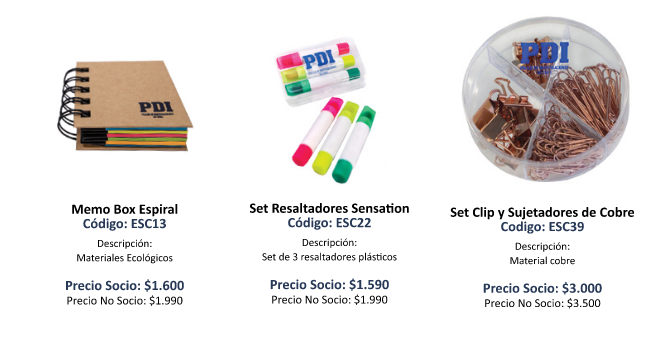 PDI
PDI
PDI
Memo Box Espiral
Código: ESC13
Descripción:
Materiales Ecológicos
Precio Socio: $1.600
Precio No Socio: $1.990
Set Resaltadores Sensation
Código: ESC22
Descripción:
Set de 3 resaltadores plásticos
Precio Socio: $1.590
Precio No Socio: $1.990
Set Clip y Sujetadores de Cobre
Codigo: ESC39
Descripción:
Material cobre
Precio Socio: $3.000
Precio No Socio: $3.500